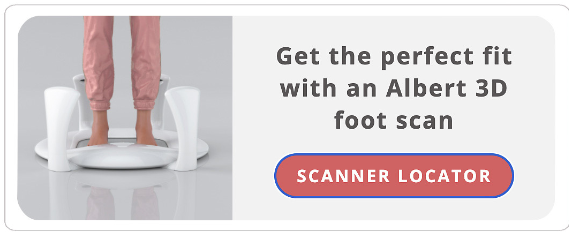 Get the perfect fit
with an Albert 3D
foot scan
SCANNER LOCATOR